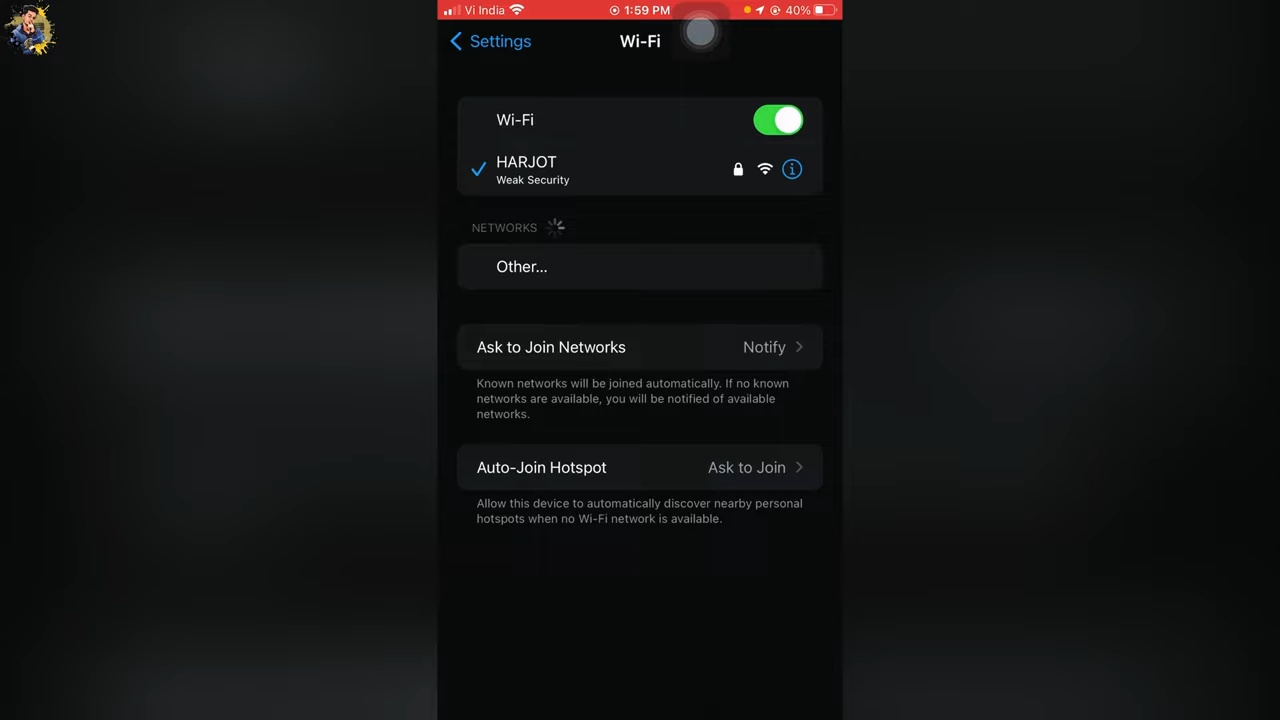 Vi India 1:59 PM 40%
Settings Wi-Fi
Wi-Fi
HARJOT
Weak Security
NETWORKS
Other...
Ask to Join Networks Notify
Known networks will be joined automatically. If no known
networks are available, you will be notified of available
networks.
Auto-Join Hotspot Ask to Join
Allow this device to automatically discover nearby personal
hotspots when no Wi-Fi network is available.